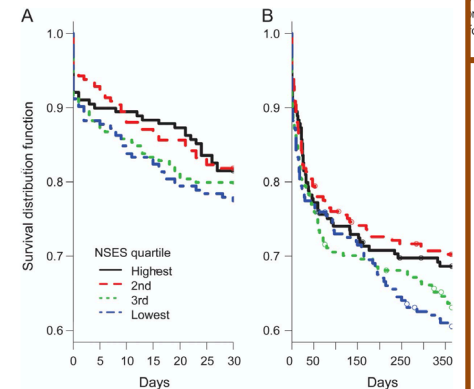 A
B
Survival distribution function
1.0
0.9
0.8
0.7
0.6
1.0
0.9
0.8
0.7
0.6
NSES quartile
Highest
2nd
3rd
Lowest
0 5 10 15 20 25 30
0 50 150 250 350
Days
Days